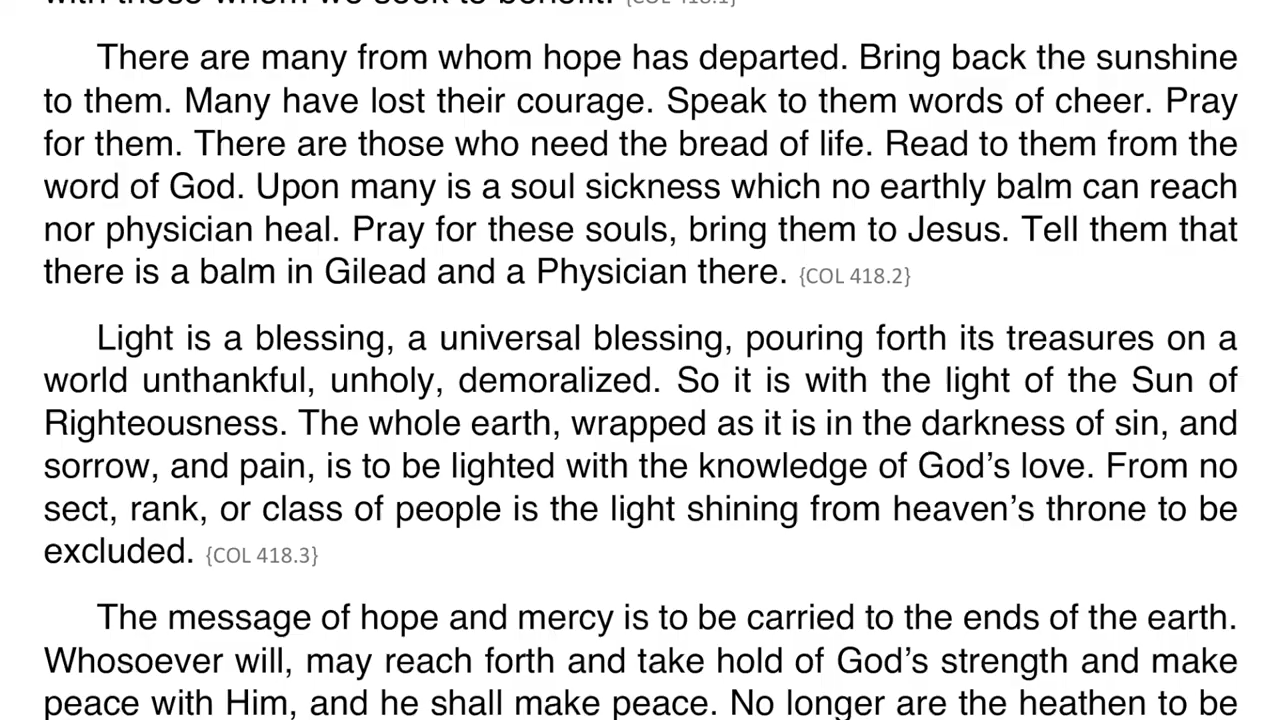 with those whom we seek to benefit. {COL 418.1}
There are many from whom hope has departed. Bring back the sunshine
to them. Many have lost their courage. Speak to them words of cheer. Pray
for them. There are those who need the bread of life. Read to them from the
word of God. Upon many is a soul sickness which no earthly balm can reach
nor physician heal. Pray for these souls, bring them to Jesus. Tell them that
there is a balm in Gilead and a Physician there. {COL 418.2}
Light is a blessing, a universal blessing, pouring forth its treasures on a
world unthankful, unholy, demoralized. So it is with the light of the Sun of
Righteousness. The whole earth, wrapped as it is in the darkness of sin, and
sorrow, and pain, is to be lighted with the knowledge of God’s love. From no
sect, rank, or class of people is the light shining from heaven’s throne to be
excluded. {COL 418.3}
The message of hope and mercy is to be carried to the ends of the earth.
Whosoever will, may reach forth and take hold of God’s strength and make
peace with Him, and he shall make peace. No longer are the heathen to be